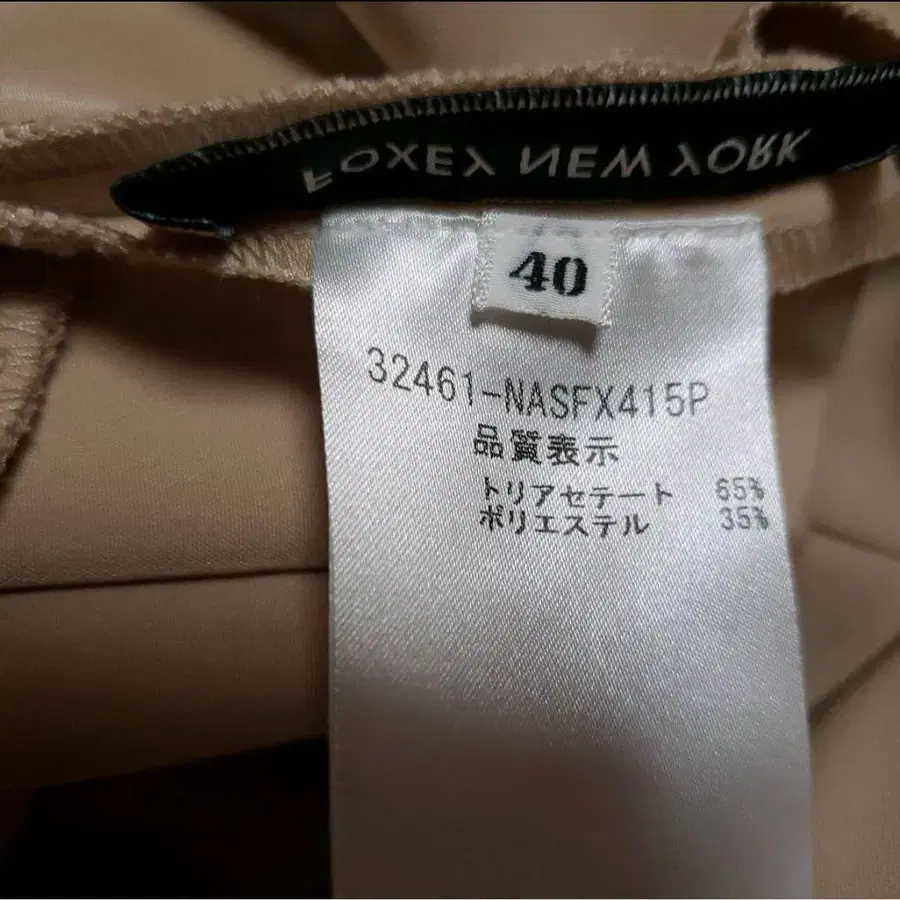 FOXEY NEW YORK
40
32461-NASFX415P
品質表示
トリアセテート 65%
ポリエステル 35%